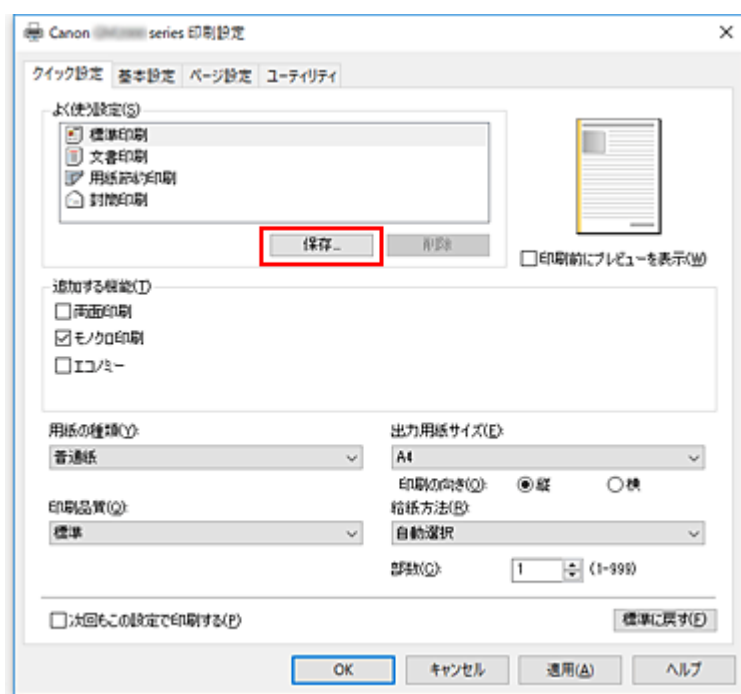 Canon series 印刷設定
クイック設定 基本設定 ページ設定 ユーティリティ
よく使う設定(S)
標準印刷
文書印刷
用紙節約印刷
封筒印刷
保存... 削除
印刷前にプレビューを表示(W)
追加する機能(T)
両面印刷
モノクロ印刷
エコノミー
用紙の種類(Y): 出力用紙サイズ(E):
普通紙 A4
印刷の向き(O): 縦 横
印刷品質(Q): 給紙方法(R):
標準 自動選択
部数(C): 1 (1-999)
次回もこの設定で印刷する(P) 標準に戻す(F)
OK キャンセル 適用(A) ヘルプ